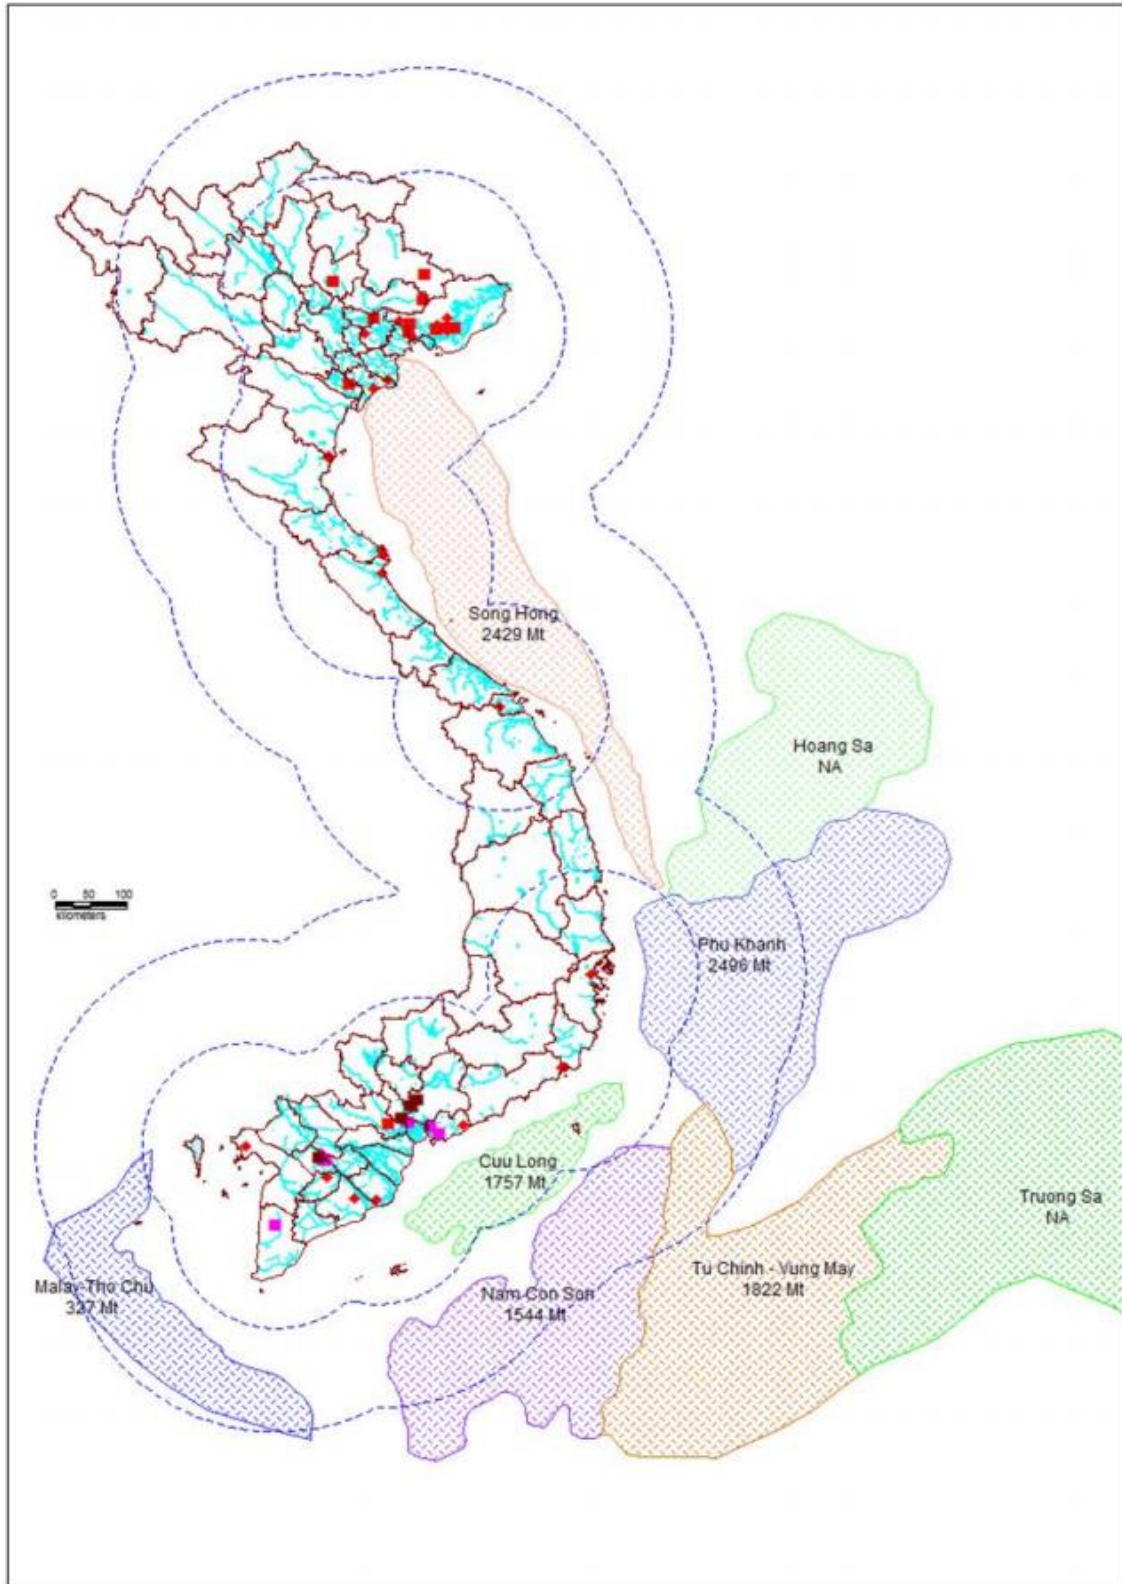 Song Hong
2429 Mt
Hoang Sa
NA
0 50 100
kilometers
Phu Khanh
2496 Mt
Cuu Long
1757 Mt
Truong Sa
NA
Tu Chinh - Vung May
1822 Mt
Malay-Tho Chu
327 Mt
Nam Con Son
1544 Mt